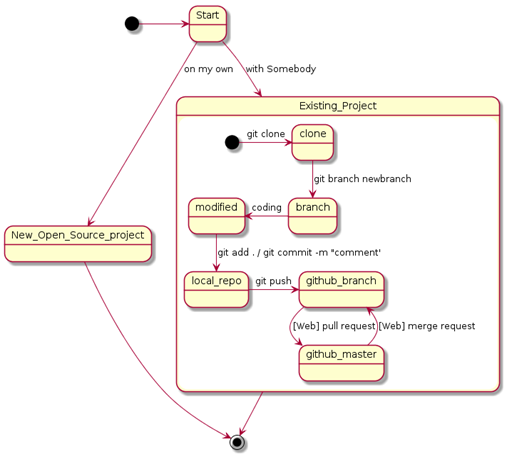 Start
on my own
with Somebody
Existing_Project
git clone
clone
git branch newbranch
modified
coding
branch
New_Open_Source_project
git add . / git commit -m "comment'
local_repo
git push
github_branch
[Web] pull request
[Web] merge request
github_master